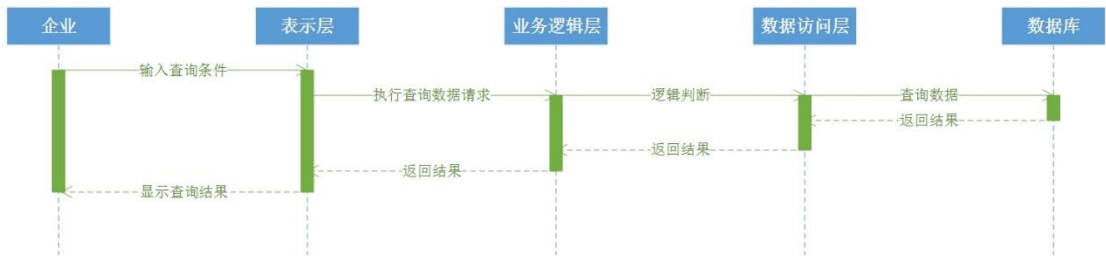 企业
表示层
业务逻辑层
数据访问层
数据库
输入查询条件
执行查询数据请求
逻辑判断
查询数据
返回结果
返回结果
返回结果
显示查询结果